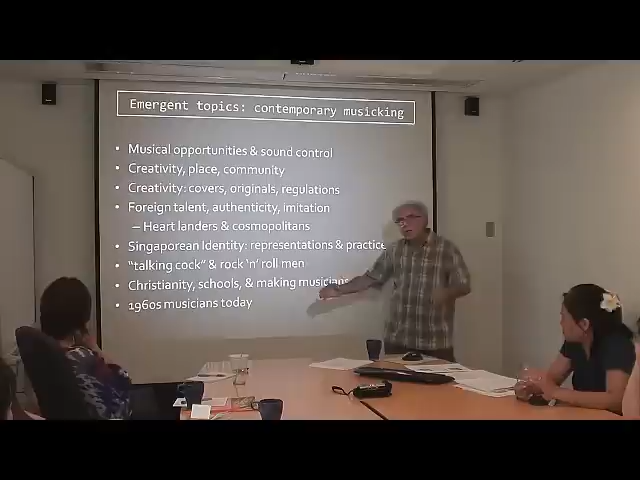 Emergent topics: contemporary musicking
• Musical opportunities & sound control
• Creativity, place, community
• Creativity: covers, originals, regulations
• Foreign talent, authenticity, imitation
– Heart landers & cosmopolitans
• Singaporean Identity: representations & practice
• "talking cock" & rock 'n' roll men
• Christianity, schools, & making musicians
• 1960s musicians today